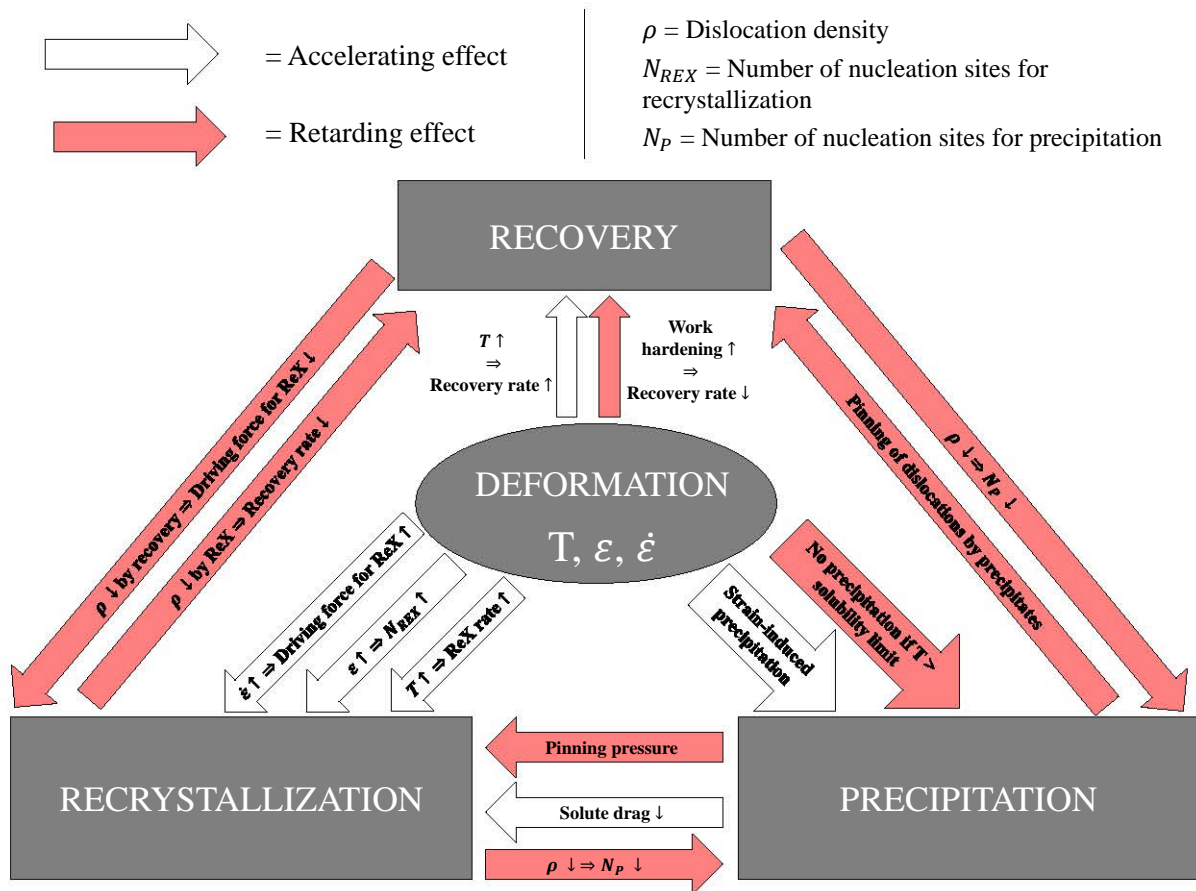 = Accelerating effect
= Retarding effect
ρ = Dislocation density
N_REX = Number of nucleation sites for
recrystallization
N_P = Number of nucleation sites for precipitation
RECOVERY
T ↑
⇒
Recovery rate ↑
Work
hardening ↑
⇒
Recovery rate ↓
ρ ↓ by recovery ⇒ Driving force for ReX ↓
ρ ↓ by ReX ⇒ Recovery rate ↓
Pinning of dislocations by precipitates
ρ ↓ ⇒ N_P ↓
DEFORMATION
T, ε, ε̇
ε̇ ↑ ⇒ Driving force for ReX ↑
ε ↑ ⇒ N_REX ↑
T ↑ ⇒ ReX rate ↑
Strain-induced
precipitation
No precipitation if T >
solubility limit
RECRYSTALLIZATION
Pinning pressure
Solute drag ↓
ρ ↓ ⇒ N_P ↓
PRECIPITATION